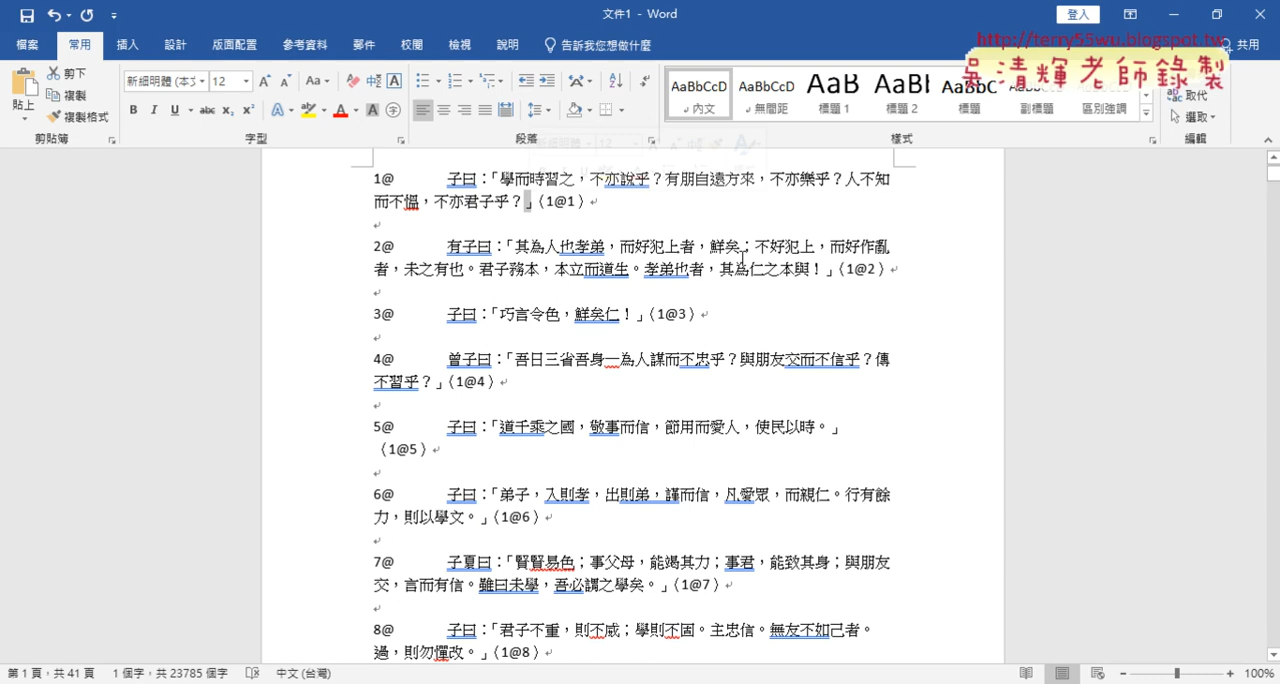 文件1 - Word
登入
http://terry55wu.blogspot.tw
吳清輝老師錄製
檔案 常用 插入 設計 版面配置 參考資料 郵件 校閱 檢視 說明 告訴我您想做什麼 共用
貼上 剪下 複製 複製格式
新細明體 (本文 12
AaBbCcD AaBbCcD AaB AaBl AaBbC
內文 無間距 標題 1 標題 2 標題 副標題 區別強調
取代
選取
剪貼簿 字型 段落 樣式 編輯
1@ 子曰：「學而時習之，不亦說乎？有朋自遠方來，不亦樂乎？人不知
而不慍，不亦君子乎？」〈1@1〉
2@ 有子曰：「其為人也孝弟，而好犯上者，鮮矣；不好犯上，而好作亂
者，未之有也。君子務本，本立而道生。孝弟也者，其為仁之本與！」〈1@2〉
3@ 子曰：「巧言令色，鮮矣仁！」〈1@3〉
4@ 曾子曰：「吾日三省吾身─為人謀而不忠乎？與朋友交而不信乎？傳
不習乎？」〈1@4〉
5@ 子曰：「道千乘之國，敬事而信，節用而愛人，使民以時。」
〈1@5〉
6@ 子曰：「弟子，入則孝，出則弟，謹而信，凡愛眾，而親仁。行有餘
力，則以學文。」〈1@6〉
7@ 子夏曰：「賢賢易色；事父母，能竭其力；事君，能致其身；與朋友
交，言而有信。雖曰未學，吾必謂之學矣。」〈1@7〉
8@ 子曰：「君子不重，則不威；學則不固。主忠信。無友不如己者。
過，則勿憚改。」〈1@8〉
第 1 頁，共 41 頁 1 個字，共 23785 個字 中文 (台灣) 100%